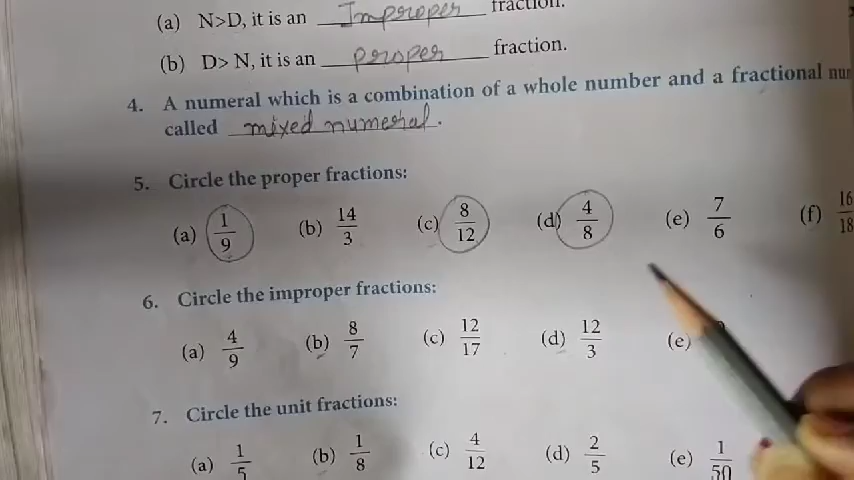 (a) N>D, it is an Improper fraction.
(b) D> N, it is an proper fraction.
4. A numeral which is a combination of a whole number and a fractional
called mixed numeral.
5. Circle the proper fractions:
(a) 1/9 (b) 14/3 (c) 8/12 (d) 4/8 (e) 7/6 (f) 16/18
6. Circle the improper fractions:
(a) 4/9 (b) 8/7 (c) 12/17 (d) 12/3 (e)
7. Circle the unit fractions:
(a) 1/5 (b) 1/8 (c) 4/12 (d) 2/5 (e) 1/50